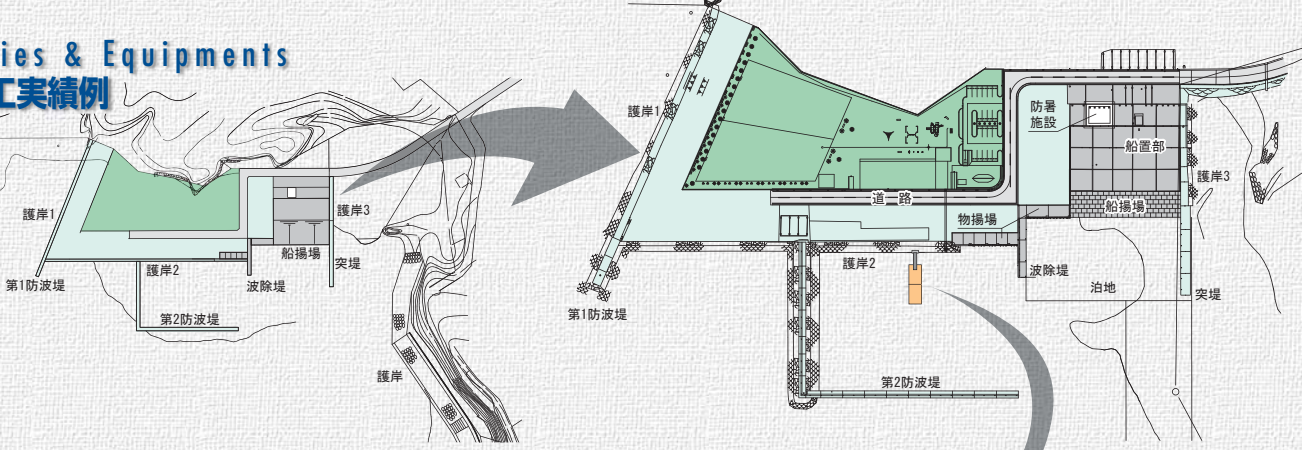 ies & Equipments
工実績例
護岸1
護岸3
船揚場
突堤
護岸2
第1防波堤
波除堤
第2防波堤
護岸
護岸1
防暑
施設
船置部
護岸3
道 路
船揚場
物揚場
護岸2
波除堤
泊地
突堤
第1防波堤
第2防波堤